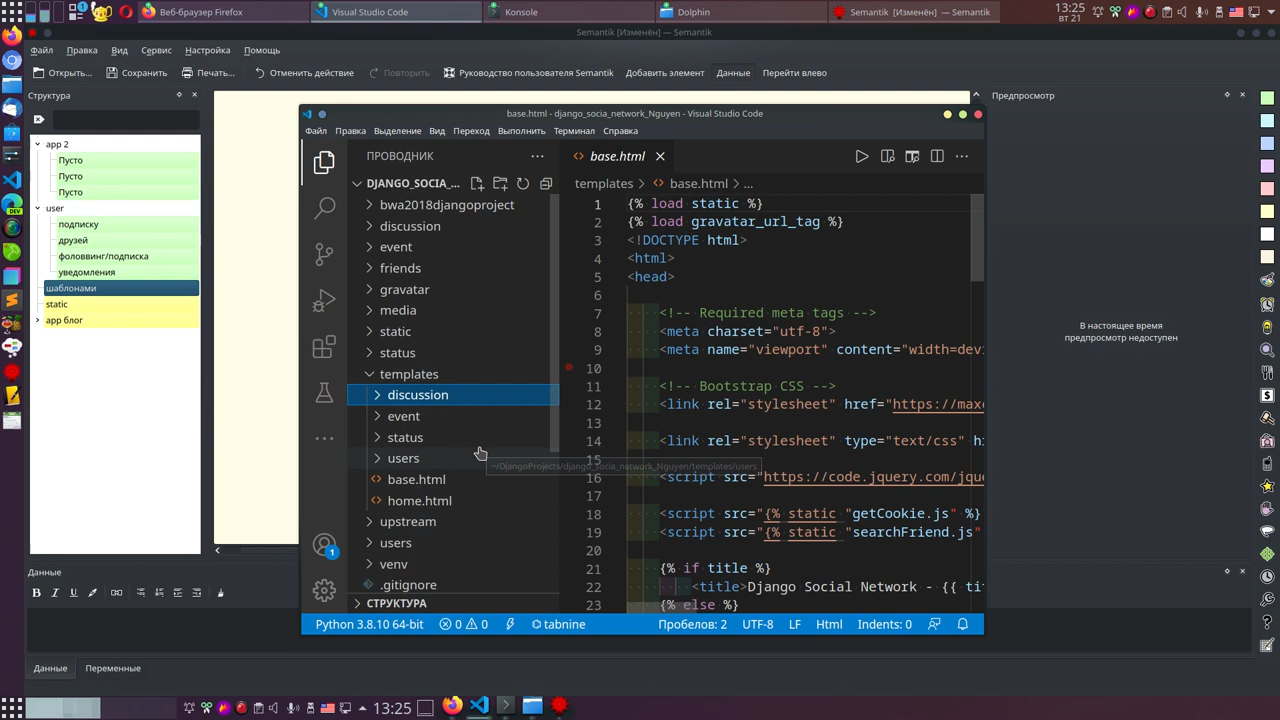 Веб-браузер Firefox
Visual Studio Code
Konsole
Dolphin
Semantik [Изменён] — Semantik
13:25
ВТ 21
Semantik [Изменён] — Semantik
Файл Правка Вид Сервис Настройка Помощь
Открыть... Сохранить Печать... Отменить действие Повторить Руководство пользователя Semantik Добавить элемент Данные Перейти влево
Структура
app 2
Пусто
Пусто
Пусто
user
подписку
друзей
фоловвинг/подписка
уведомления
шаблонами
static
app блог
Предпросмотр
В настоящее время
предпросмотр недоступен
base.html - django_socia_network_Nguyen - Visual Studio Code
Файл Правка Выделение Вид Переход Выполнить Терминал Справка
ПРОВОДНИК
DJANGO_SOCIA_...
bwa2018djangoproject
discussion
event
friends
gravatar
media
static
status
templates
discussion
event
status
users
~/DjangoProjects/django_socia_network_Nguyen/templates/users
base.html
home.html
upstream
users
venv
.gitignore
СТРУКТУРА
base.html
templates > base.html > ...
1 {% load static %}
2 {% load gravatar_url_tag %}
3 <!DOCTYPE html>
4 <html>
5 <head>
6
7 <!-- Required meta tags -->
8 <meta charset="utf-8">
9 <meta name="viewport" content="width=devi
10
11 <!-- Bootstrap CSS -->
12 <link rel="stylesheet" href="https://maxc
13
14 <link rel="stylesheet" type="text/css" h
15
16 <script src="https://code.jquery.com/jque
17
18 <script src="{% static "getCookie.js" %}
19 <script src="{% static "searchFriend.js"
20
21 {% if title %}
22 <title>Django Social Network - {{ tit
23 {% else %}
Python 3.8.10 64-bit 0 0 tabnine Пробелов: 2 UTF-8 LF Html Indents: 0
1
Данные
B I U
Данные Переменные
13:25